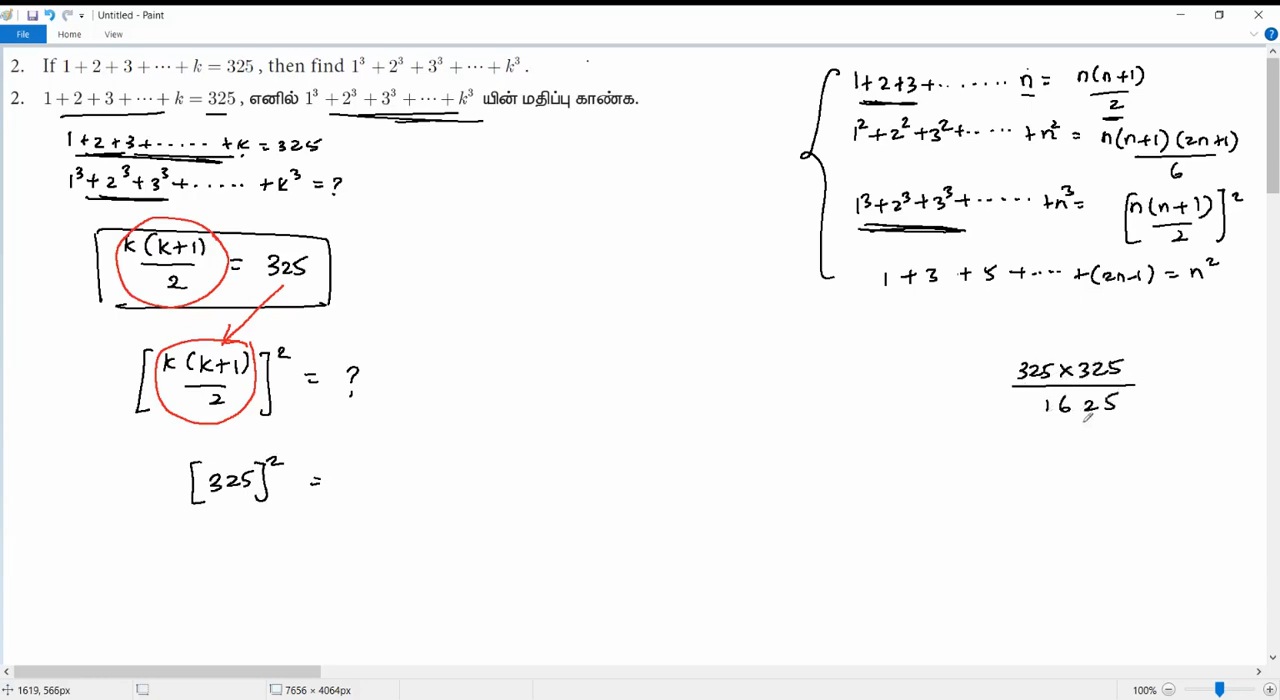 Untitled - Paint
File Home View
2. If 1 + 2 + 3 + ⋯ + k = 325 , then find 1³ + 2³ + 3³ + ⋯ + k³ .
2. 1 + 2 + 3 + ⋯ + k = 325 , எனில் 1³ + 2³ + 3³ + ⋯ + k³ யின் மதிப்பு காண்க.
1+2+3+.....+k = 325
1³+2³+3³+.....+k³ = ?
k(k+1)/2 = 325
[k(k+1)/2]² = ?
[325]² =
1+2+3+....... n = n(n+1)/2
1²+2²+3²+.....+n² = n(n+1)(2n+1)/6
1³+2³+3³+.....+n³ = [n(n+1)/2]²
1+3+5+....+(2n-1) = n²
325×325
1625
1619, 566px
7656 × 4064px
100%